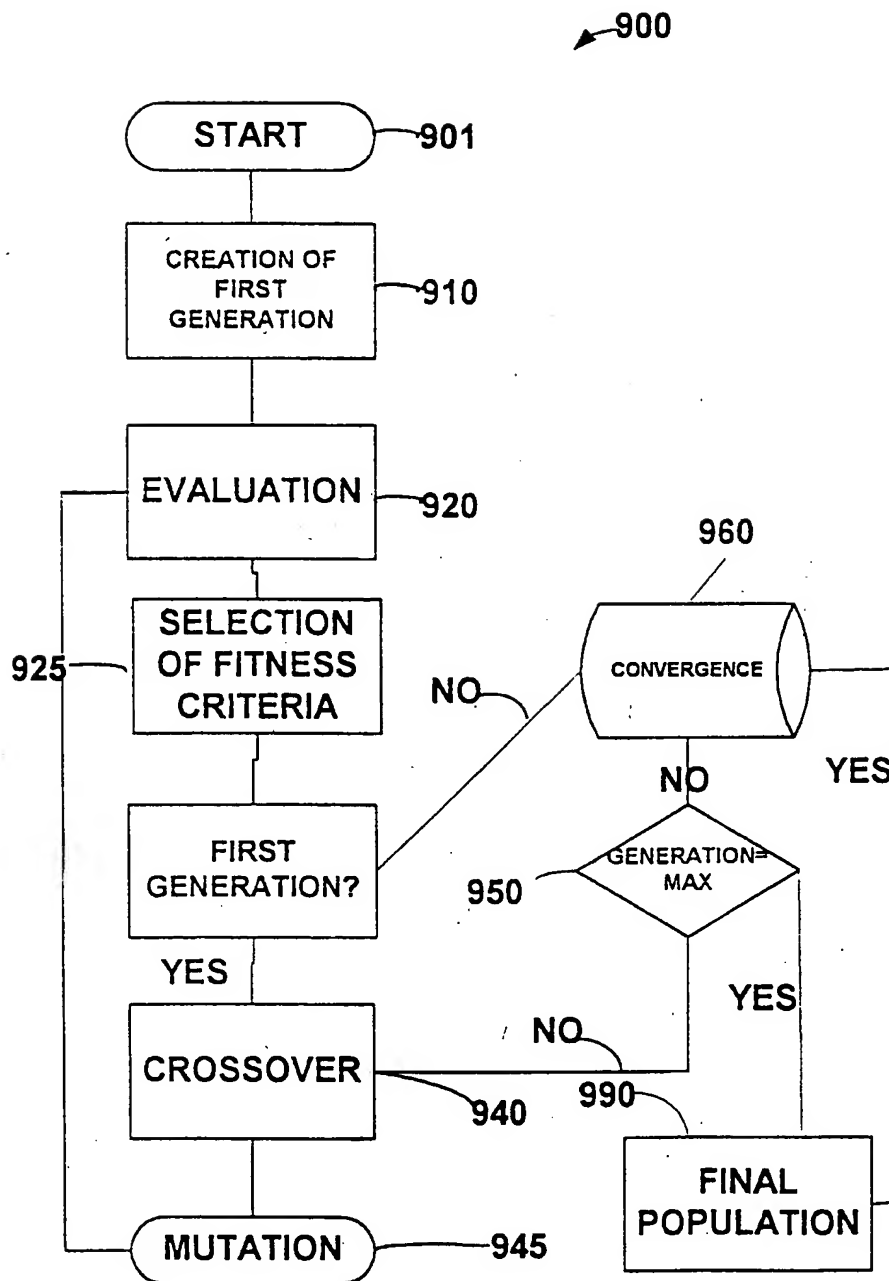 900
START
901
CREATION OF
FIRST
GENERATION
910
EVALUATION
920
SELECTION
OF FITNESS
CRITERIA
925
960
CONVERGENCE
NO
YES
NO
FIRST
GENERATION?
GENERATION=
MAX
950
YES
YES
NO
CROSSOVER
940
990
FINAL
POPULATION
MUTATION
945